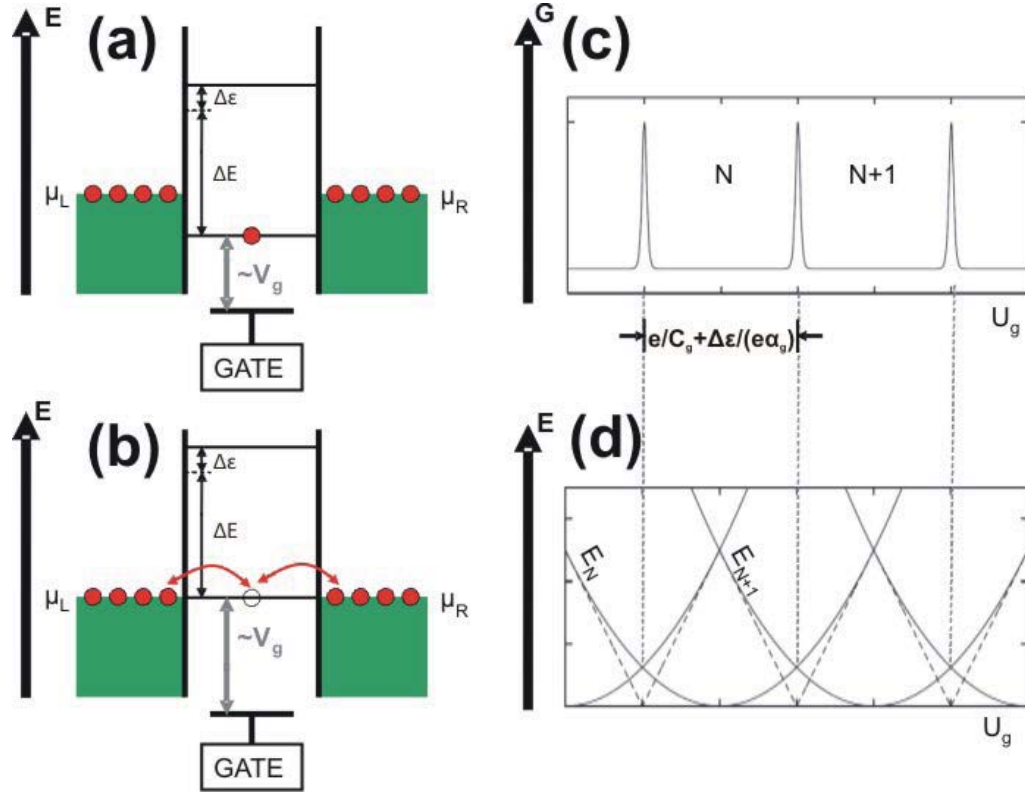 E
(a)
Δε
ΔE
μL
μR
~Vg
GATE
E
(b)
Δε
ΔE
μL
μR
~Vg
GATE
G
(c)
N
N+1
Ug
e/Cg+Δε/(eαg)
E
(d)
EN
EN+1
Ug